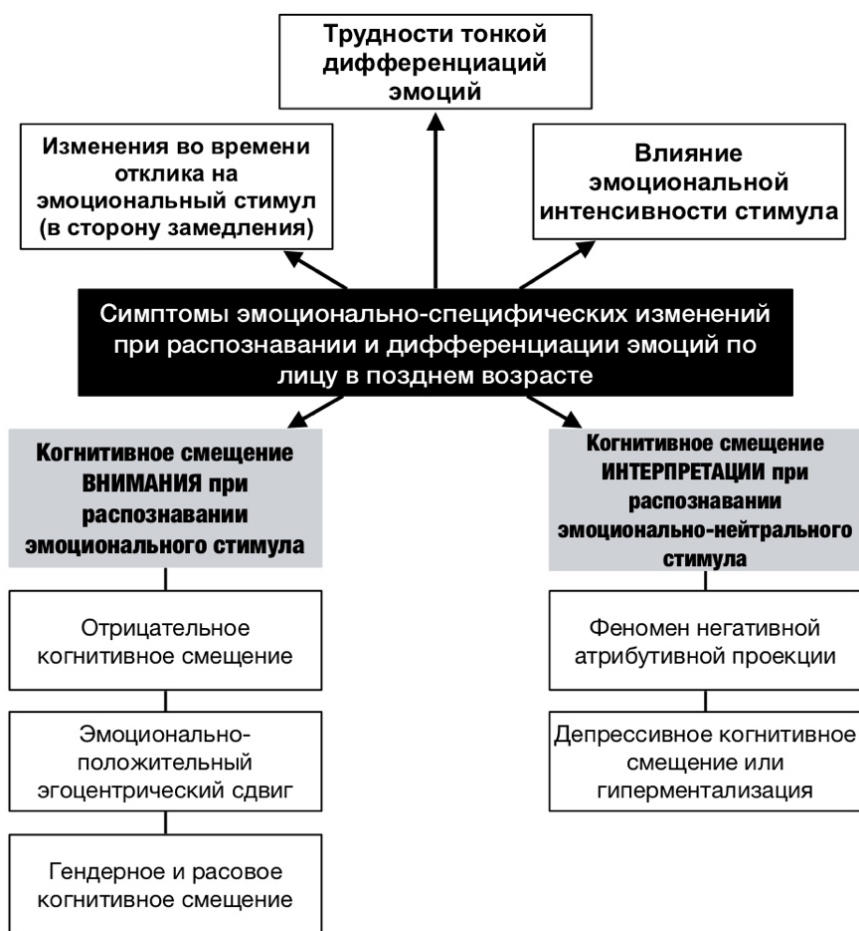 Трудности тонкой
дифференциаций
эмоций
Изменения во времени
отклика на
эмоциональный стимул
(в сторону замедления)
Влияние
эмоциональной
интенсивности стимула
Симптомы эмоционально-специфических изменений
при распознавании и дифференциации эмоций по
лицу в позднем возрасте
Когнитивное смещение
ВНИМАНИЯ при
распознавании
эмоционального стимула
Отрицательное
когнитивное смещение
Эмоционально-
положительный
эгоцентрический сдвиг
Гендерное и расовое
когнитивное смещение
Когнитивное смещение
ИНТЕРПРЕТАЦИИ при
распознавании
эмоционально-нейтрального
стимула
Феномен негативной
атрибутивной проекции
Депрессивное когнитивное
смещение или
гиперментализация